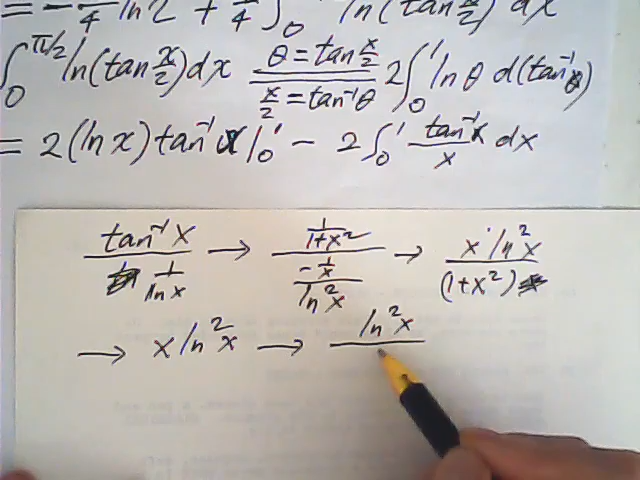 = -π/4 ln 2 + π/4 ∫₀ ln(tan x/2) dx
∫₀^(π/2) ln(tan x/2) dx = (θ = tan x/2, x/2 = tan⁻¹θ) 2∫₀¹ ln θ d(tan⁻¹θ)
= 2(ln x) tan⁻¹x |₀¹ - 2∫₀¹ (tan⁻¹x)/x dx
(tan⁻¹ x)/(1/ln x) → (1/(1+x²))/((-1/x)/(ln²x)) → (x ln²x)/(1+x²)
→ x ln²x → ln²x/